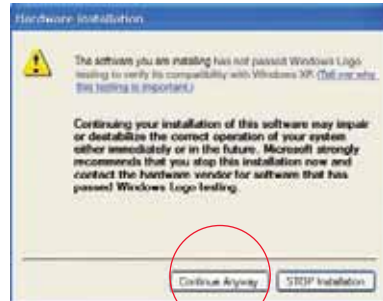 Hardware Installation
The software you are installing has not passed Windows Logo
testing to verify its compatibility with Windows XP. (Tell me why
this testing is important.)
Continuing your installation of this software may impair
or destabilize the correct operation of your system
either immediately or in the future. Microsoft strongly
recommends that you stop this installation now and
contact the hardware vendor for software that has
passed Windows Logo testing.
Continue Anyway
STOP Installation